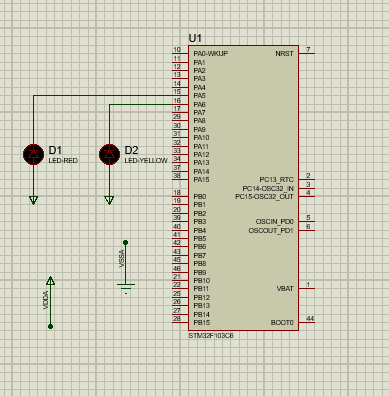 U1
10 PA0-WKUP NRST 7
11 PA1
12 PA2
13 PA3
14 PA4
15 PA5
16 PA6
17 PA7
29 PA8
30 PA9
31 PA10
32 PA11
33 PA12
34 PA13
37 PA14
38 PA15
D1
LED-RED
D2
LED-YELLOW
PC13_RTC 2
PC14-OSC32_IN 3
PC15-OSC32_OUT 4
18 PB0
19 PB1
20 PB2
39 PB3
40 PB4
41 PB5
42 PB6
43 PB7
45 PB8
46 PB9
21 PB10
22 PB11
25 PB12
26 PB13
27 PB14
28 PB15
OSCIN_PD0 5
OSCOUT_PD1 6
VBAT 1
BOOT0 44
VSSA
VDDA
STM32F103C6